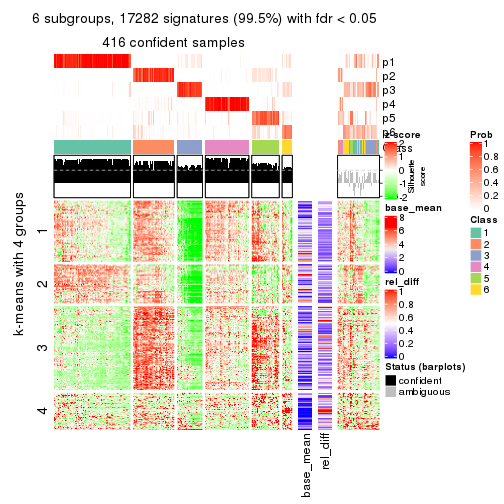 6 subgroups, 17282 signatures (99.5%) with fdr < 0.05
416 confident samples
p1
p2
p3
p4
p5
p6
Class
Silhouette
score
k-means with 4 groups
1
2
3
4
base_mean
rel_diff
z-score
2
1
0
-1
-2
base_mean
8
6
4
2
0
rel_diff
1
0.8
0.6
0.4
0.2
0
Status (barplots)
confident
ambiguous
Prob
1
0.8
0.6
0.4
0.2
0
Class
1
2
3
4
5
6